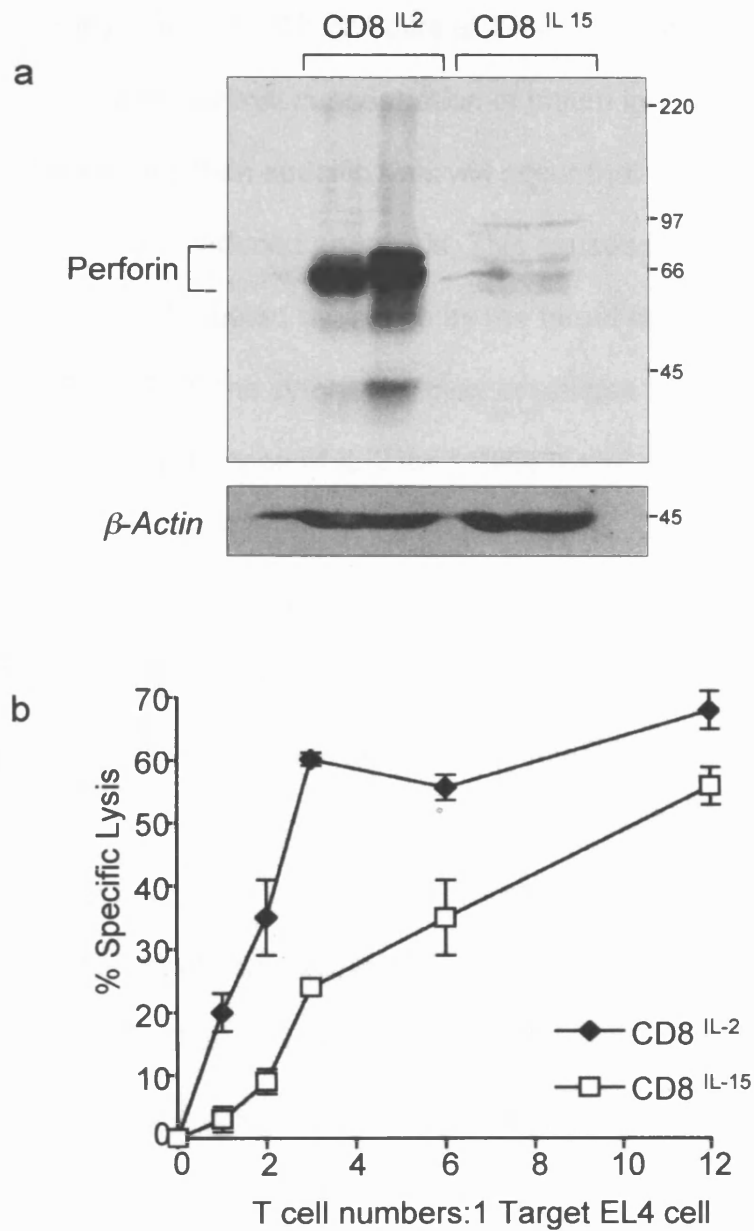 CD8 IL2 CD8 IL 15
a
220
97
Perforin
66
45
β-Actin
45
b
70
60
50
40
30
20
10
0
% Specific Lysis
CD8 IL-2
CD8 IL-15
0 2 4 6 8 10 12
T cell numbers:1 Target EL4 cell